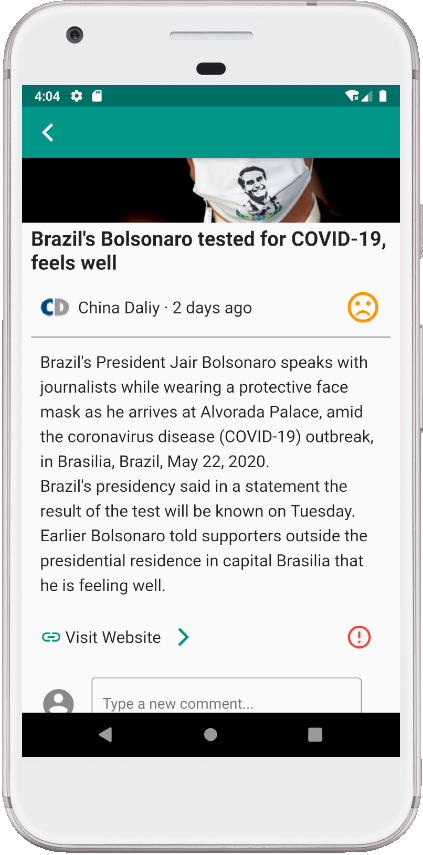 4:04
Brazil's Bolsonaro tested for COVID-19,
feels well
CD China Daliy · 2 days ago
Brazil's President Jair Bolsonaro speaks with
journalists while wearing a protective face
mask as he arrives at Alvorada Palace, amid
the coronavirus disease (COVID-19) outbreak,
in Brasilia, Brazil, May 22, 2020.
Brazil's presidency said in a statement the
result of the test will be known on Tuesday.
Earlier Bolsonaro told supporters outside the
presidential residence in capital Brasilia that
he is feeling well.
Visit Website
Type a new comment...